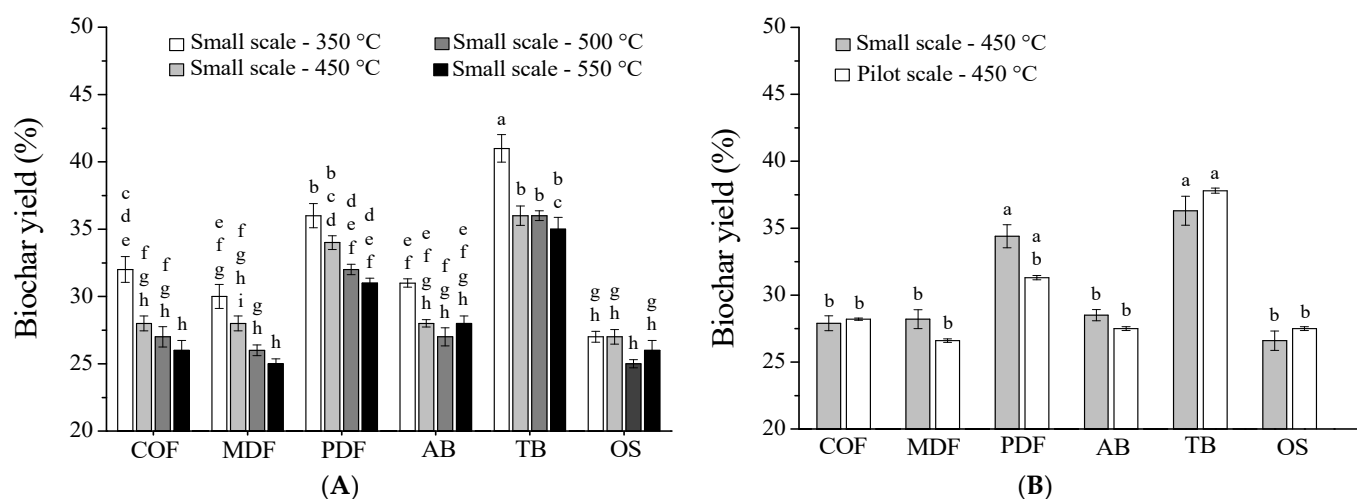 Biochar yield (%)
50
45
40
35
30
25
20
Small scale - 350 °C
Small scale - 450 °C
Small scale - 500 °C
Small scale - 550 °C
c
d
e
f
g
h
f
g
h
h
e
f
g
f
g
h
i
g
h
h
b
b
c
d
d
e
f
d
e
f
e
f
e
f
g
h
f
g
h
e
f
g
h
a
b
b
b
c
g
h
g
h
h
g
h
COF
MDF
PDF
AB
TB
OS
(A)
Biochar yield (%)
50
45
40
35
30
25
20
Small scale - 450 °C
Pilot scale - 450 °C
b
b
b
b
a
a
b
b
b
a
a
b
b
COF
MDF
PDF
AB
TB
OS
(B)